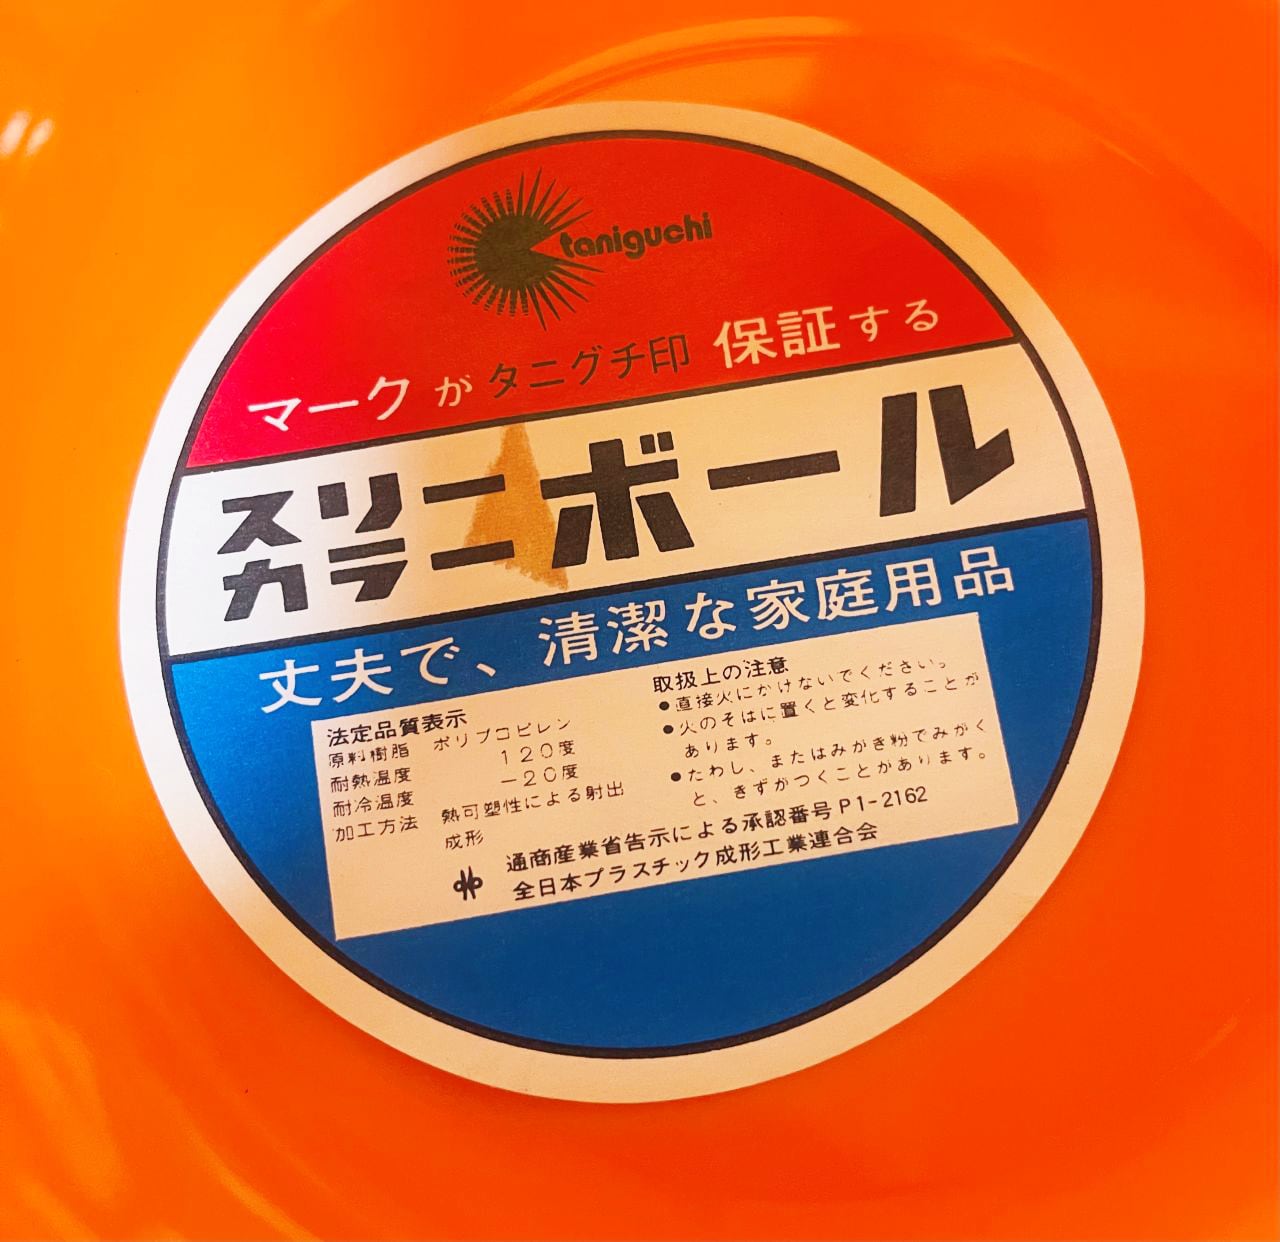 taniguchi
マークがタニグチ印保証する
スリーカラーボール
丈夫で、清潔な家庭用品
法定品質表示
原料樹脂 ポリプロピレン
耐熱温度 120度
耐冷温度 −20度
加工方法 熱可塑性による射出
成形
取扱上の注意
●直接火にかけないでください。
●火のそばに置くと変化することが
あります。
●たわし、またはみがき粉でみがく
と、きずがつくことがあります。
通商産業省告示による承認番号P1-2162
全日本プラスチック成形工業連合会